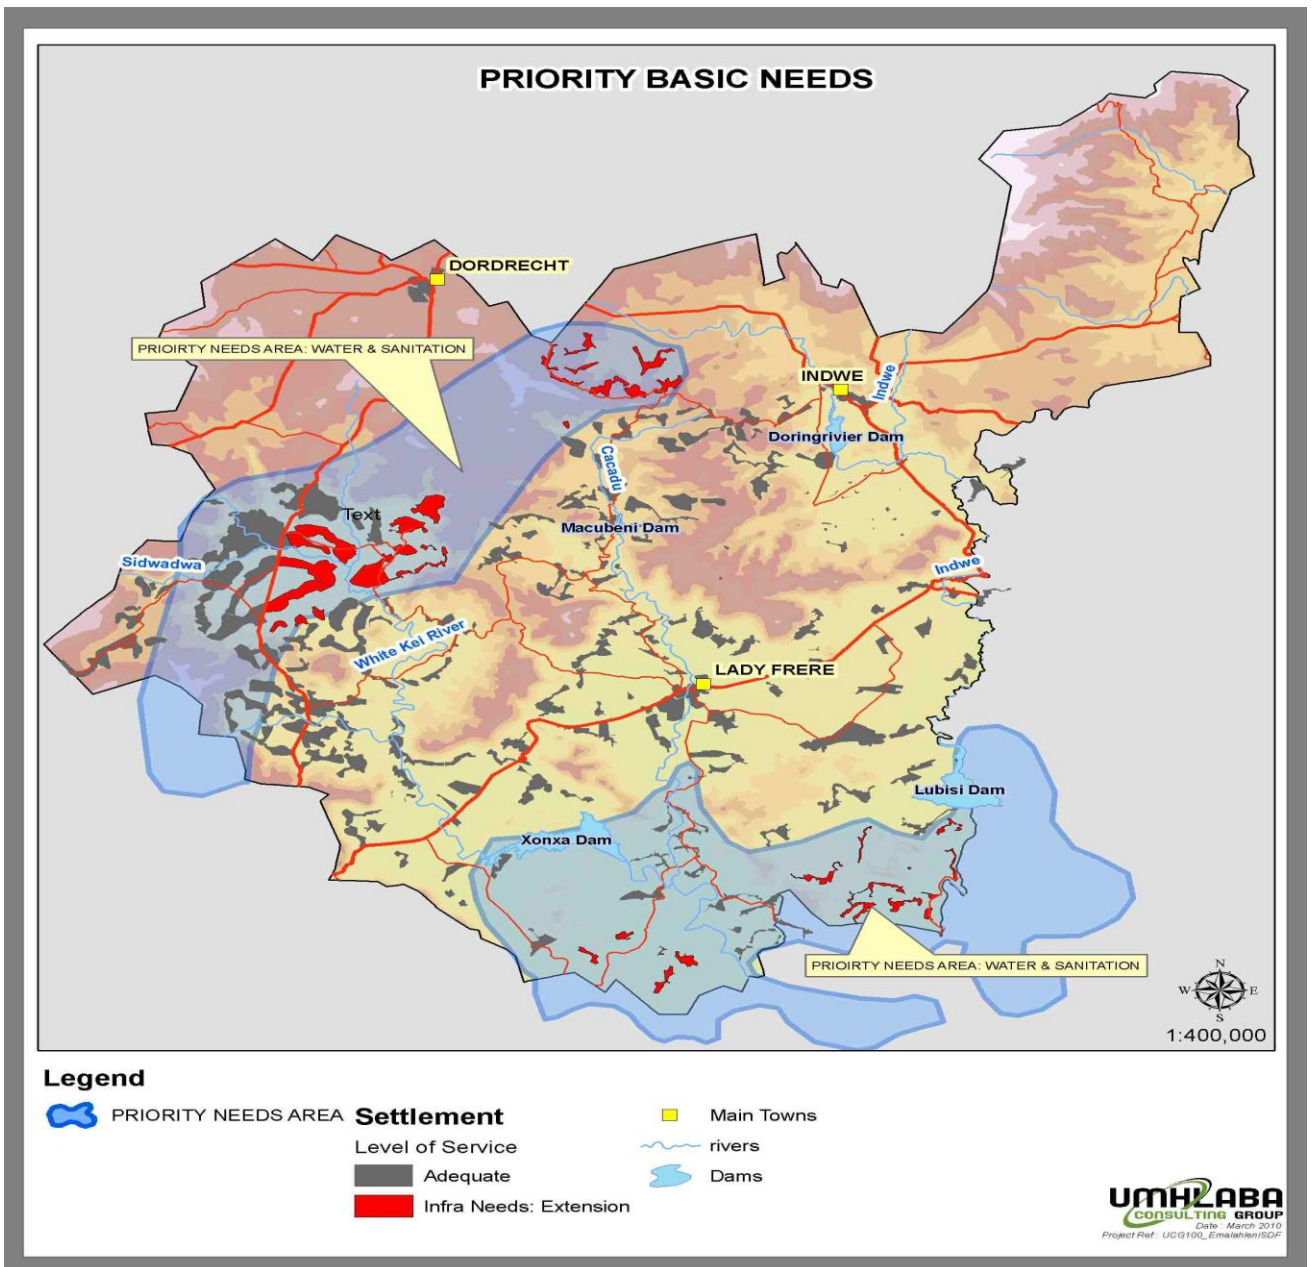 PRIORITY BASIC NEEDS
DORDRECHT
PRIOIRTY NEEDS AREA: WATER & SANITATION
INDWE
Indwe
Doringrivier Dam
Cacadu
Text
Macubeni Dam
Sidwadwa
Indwe
White Kei River
LADY FRERE
Lubisi Dam
Xonxa Dam
PRIOIRTY NEEDS AREA: WATER & SANITATION
N
W E
S
1:400,000
Legend
PRIORITY NEEDS AREA
Settlement
Level of Service
Adequate
Infra Needs: Extension
Main Towns
rivers
Dams
UMHLABA
CONSULTING GROUP
Date : March 2010
Project Ref : UCG100_EmalahleniSDF